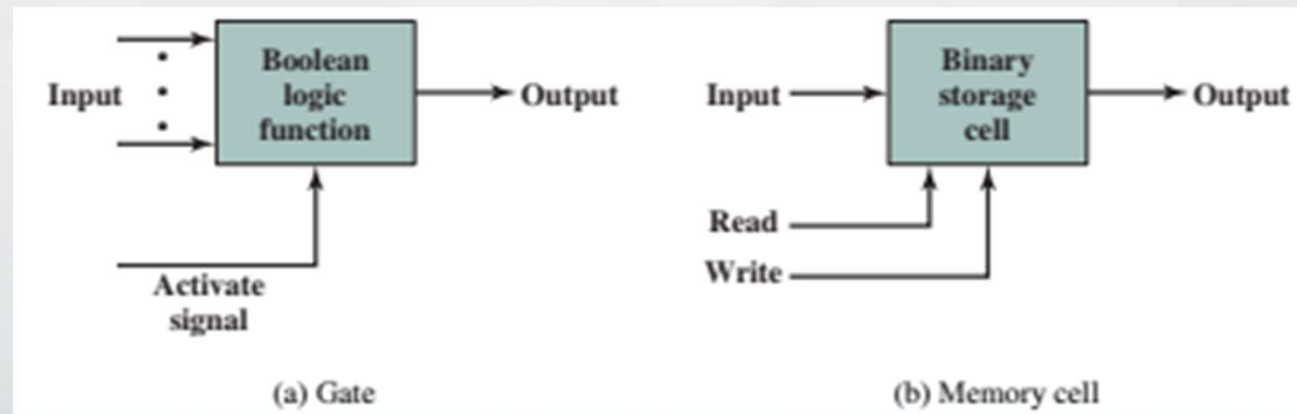 Input
Boolean
logic
function
Output
Activate
signal
(a) Gate
Input
Binary
storage
cell
Output
Read
Write
(b) Memory cell